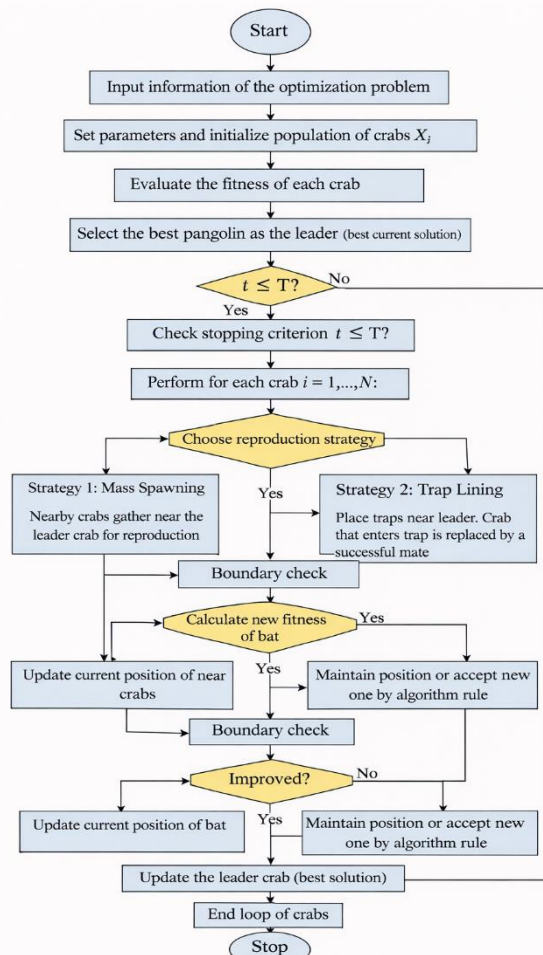 Start
Input information of the optimization problem
Set parameters and initialize population of crabs Xᵢ
Evaluate the fitness of each crab
Select the best pangolin as the leader (best current solution)
t ≤ T?
No
Yes
Check stopping criterion t ≤ T?
Perform for each crab i = 1,...,N:
Choose reproduction strategy
Strategy 1: Mass Spawning
Nearby crabs gather near the
leader crab for reproduction
Yes
Strategy 2: Trap Lining
Place traps near leader. Crab
that enters trap is replaced by a
successful mate
Boundary check
Calculate new fitness
of bat
Yes
Yes
Update current position of near
crabs
Maintain position or accept new
one by algorithm rule
Boundary check
Improved?
No
Yes
Update current position of bat
Maintain position or accept new
one by algorithm rule
Update the leader crab (best solution)
End loop of crabs
Stop